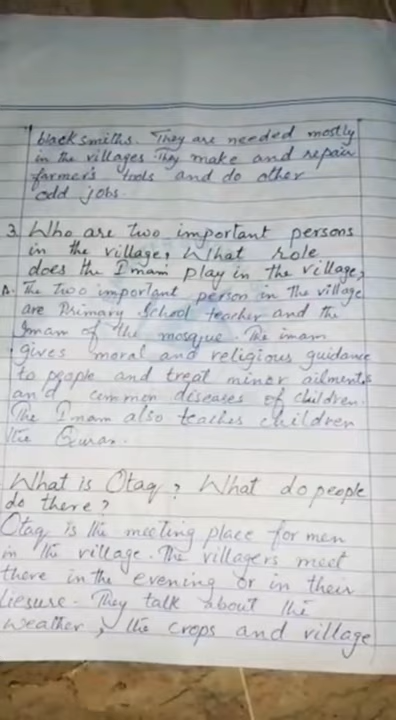 blacksmiths. They are needed mostly
in the villages. They make and repair
farmer's tools and do other
odd jobs.
3. Who are two important persons
in the village, What role
does the Imam play in the village,
A. The two important person in the village
are Primary School teacher and the
Imam of the mosque. The imam
gives moral and religious guidance
to people and treat minor ailments
and common diseases of children.
The Imam also teaches children
the Quran.
What is Otaq? What do people
do there?
Otaq is the meeting place for men
in the village. The villagers meet
there in the evening or in their
liesure. They talk about the
weather, the crops and village